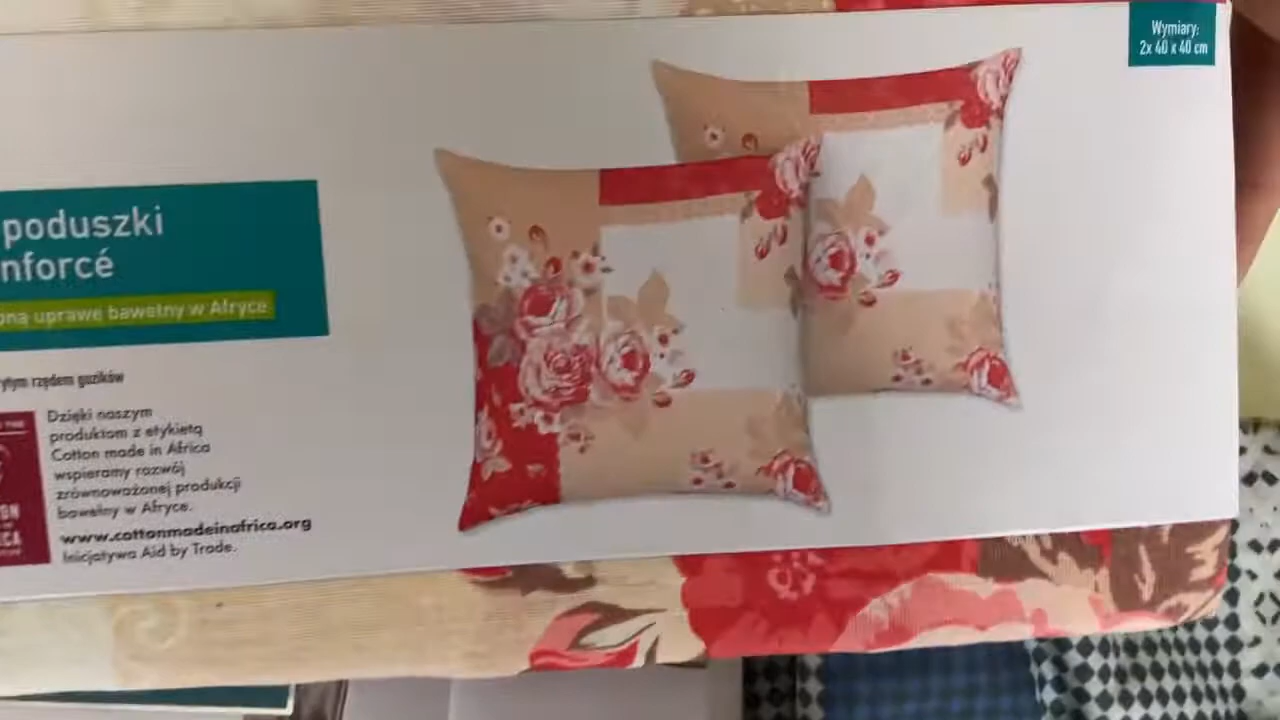 Wymiary:
2x 40 x 40 cm
poduszki
nforcé
oną uprawę bawełny w Afryce
rytym rzędem guzików
Dzięki naszym
produktom z etykietą
Cotton made in Africa
wspieramy rozwój
zrównoważonej produkcji
bawełny w Afryce.
www.cottonmadeinafrica.org
Inicjatywa Aid by Trade.